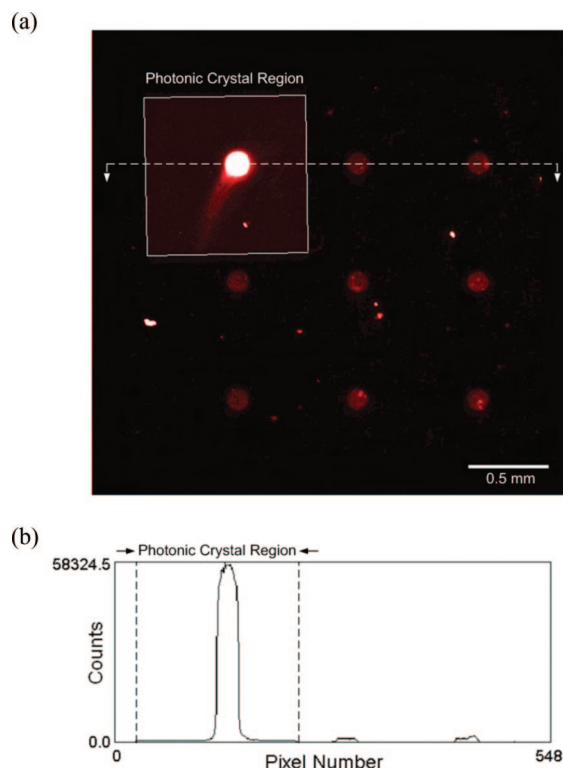 (a)
Photonic Crystal Region
0.5 mm
(b)
Photonic Crystal Region
58324.5
Counts
0.0
0
548
Pixel Number